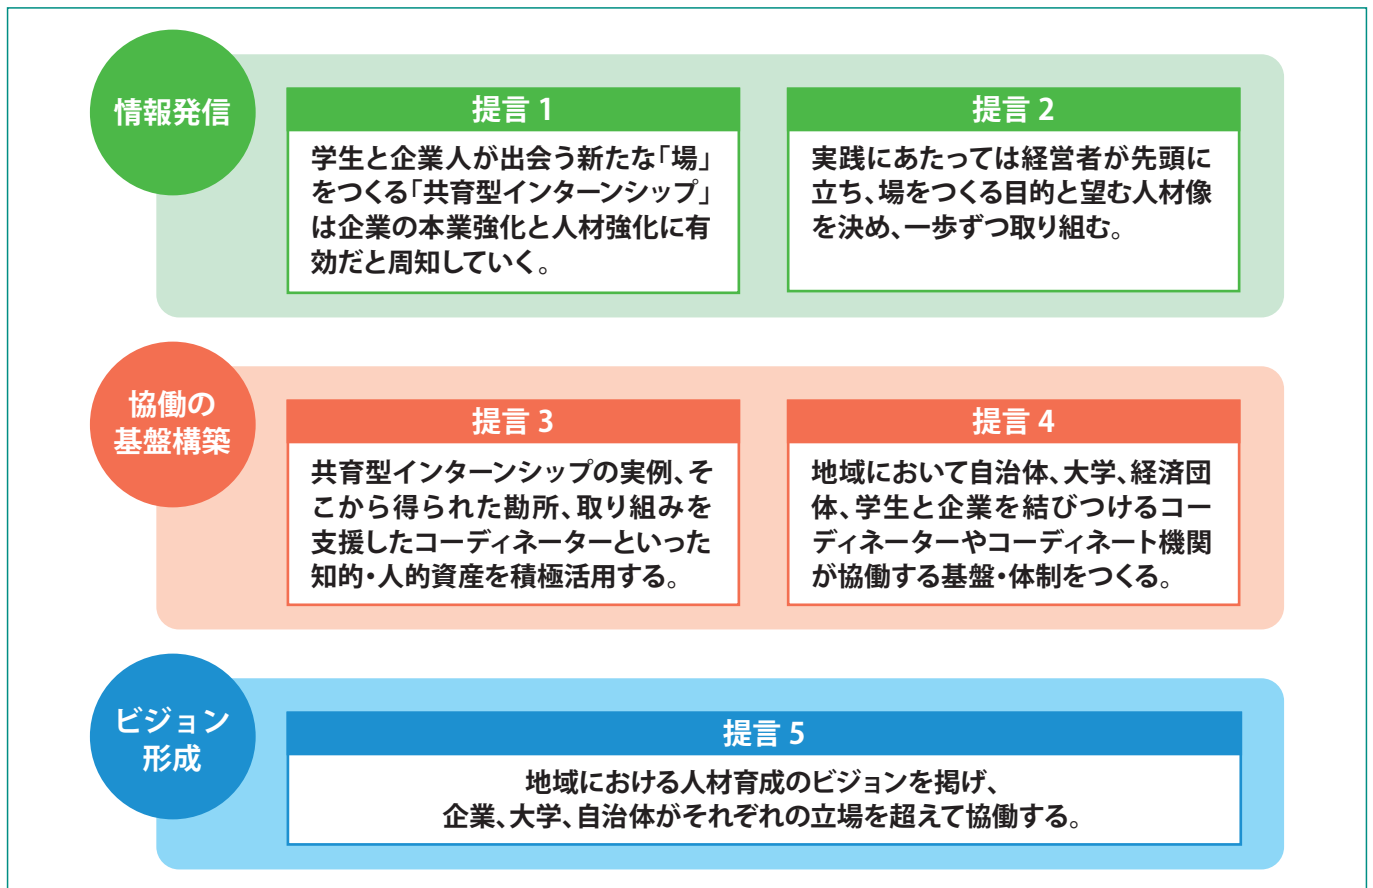 情報発信
提言 1
学生と企業人が出会う新たな「場」
をつくる「共育型インターンシップ」
は企業の本業強化と人材強化に有
効だと周知していく。
提言 2
実践にあたっては経営者が先頭に
立ち、場をつくる目的と望む人材像
を決め、一歩ずつ取り組む。
協働の
基盤構築
提言 3
共育型インターンシップの実例、そ
こから得られた勘所、取り組みを
支援したコーディネーターといった
知的・人的資産を積極活用する。
提言 4
地域において自治体、大学、経済団
体、学生と企業を結びつけるコー
ディネーターやコーディネート機関
が協働する基盤・体制をつくる。
ビジョン
形成
提言 5
地域における人材育成のビジョンを掲げ、
企業、大学、自治体がそれぞれの立場を超えて協働する。